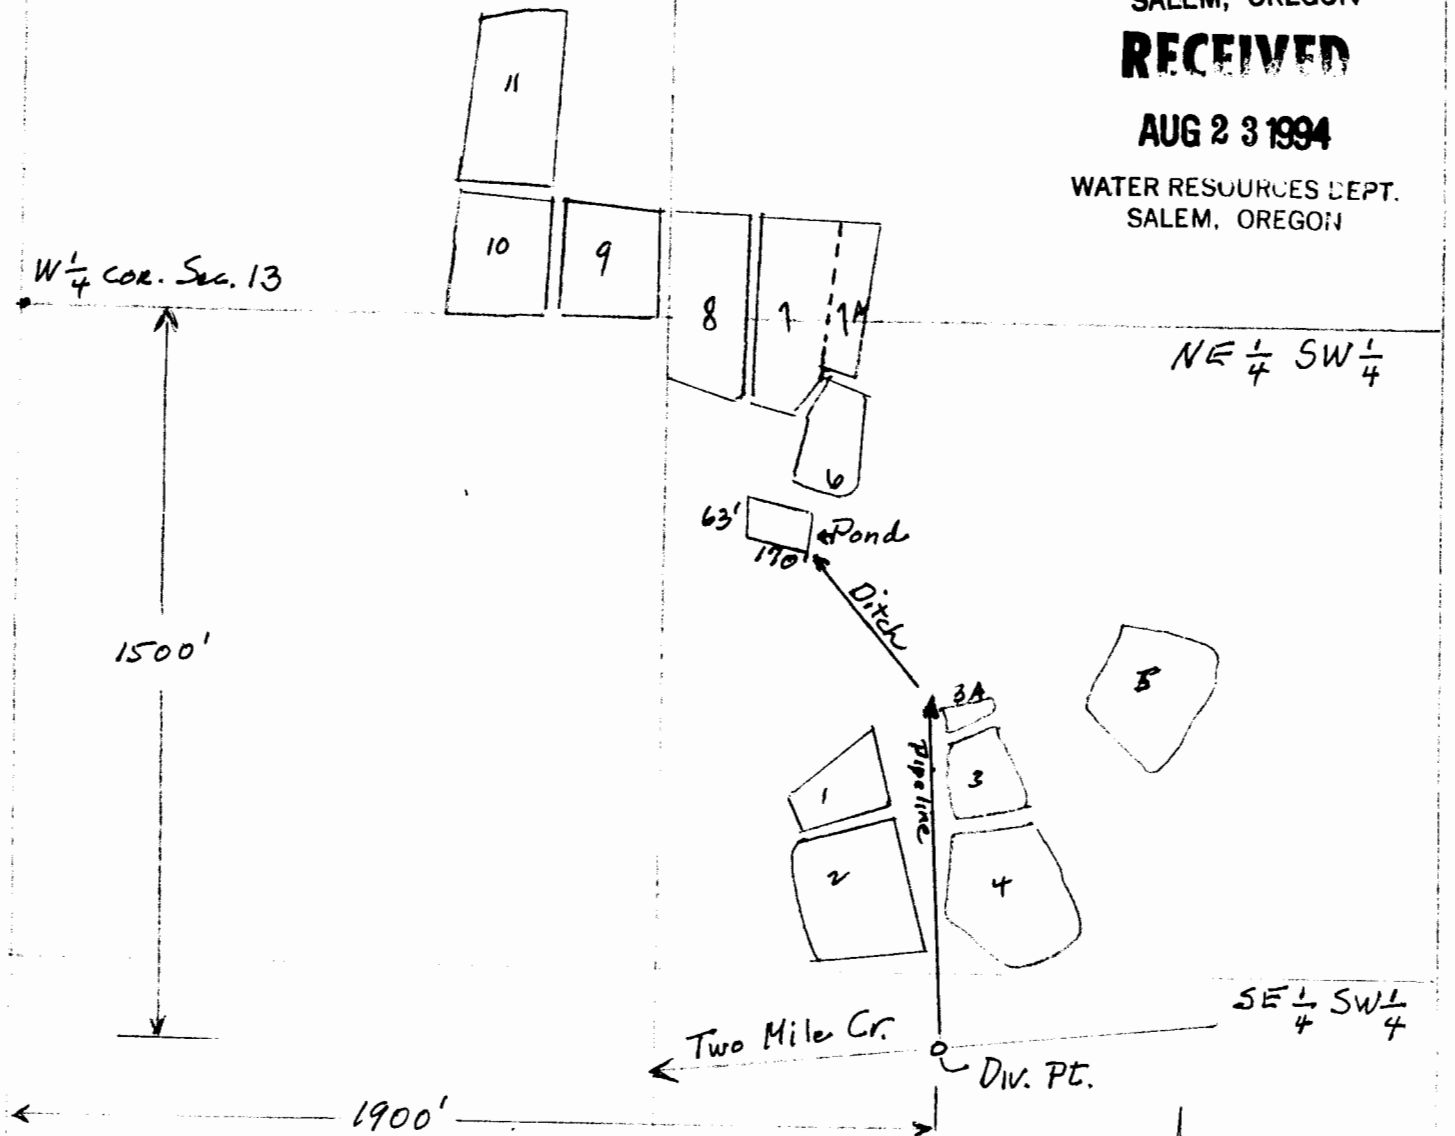 SALEM, OREGON
RECEIVED
AUG 23 1994
WATER RESOURCES DEPT.
SALEM, OREGON
11
10
9
8
7
7A
W 1/4 COR. Sec. 13
NE 1/4 SW 1/4
6
63'
Pond
170'
Ditch
1500'
5
3A
Pipeline
3
1
2
4
SE 1/4 SW 1/4
Two Mile Cr.
Div. Pt.
1900'